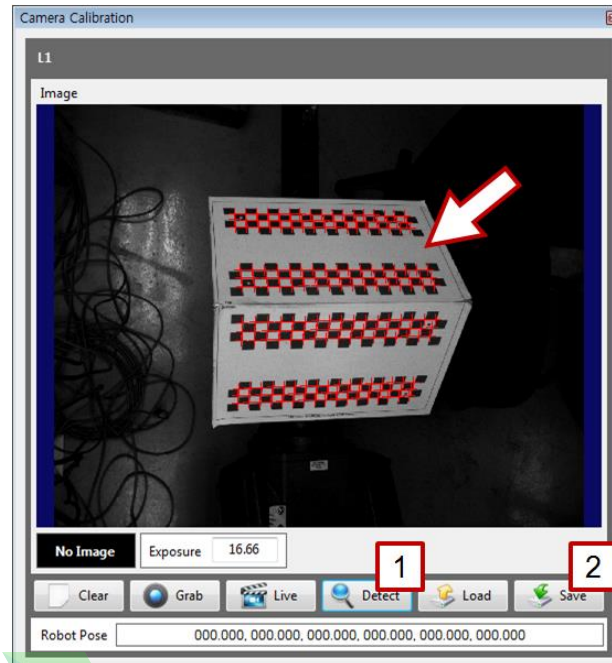 Camera Calibration
L1
Image
No Image
Exposure
16.66
1
2
Clear
Grab
Live
Detect
Load
Save
Robot Pose
000.000, 000.000, 000.000, 000.000, 000.000, 000.000